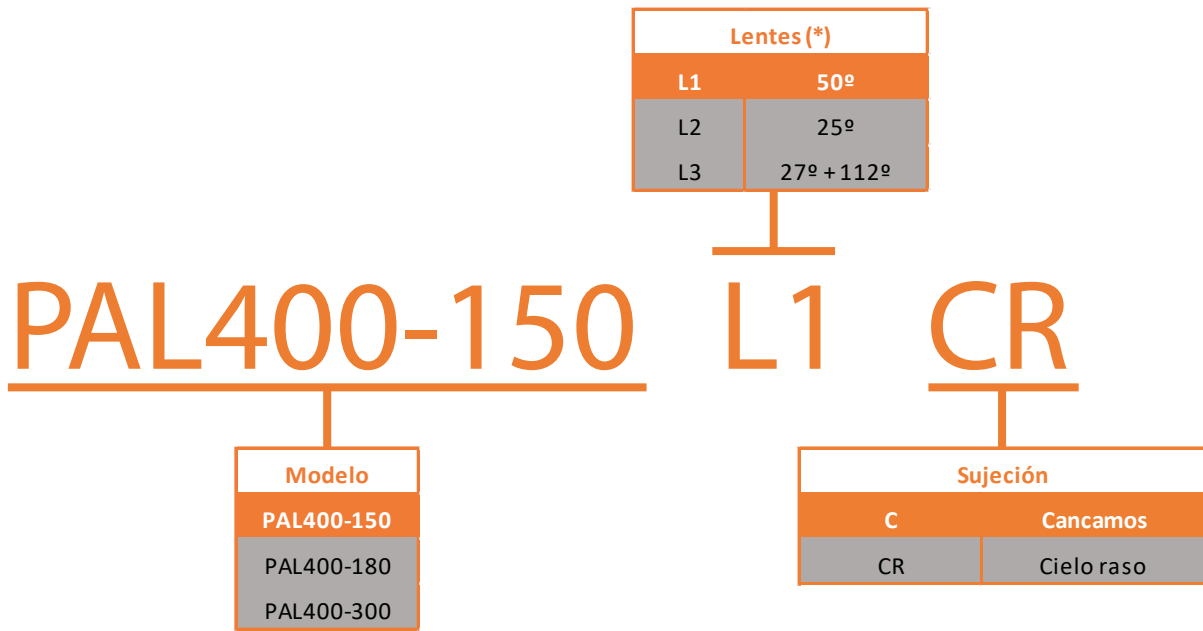 Lentes (*)
L1 50º
L2 25º
L3 27º + 112º
PAL400-150 L1 CR
Modelo
PAL400-150
PAL400-180
PAL400-300
Sujeción
C Cancamos
CR Cielo raso